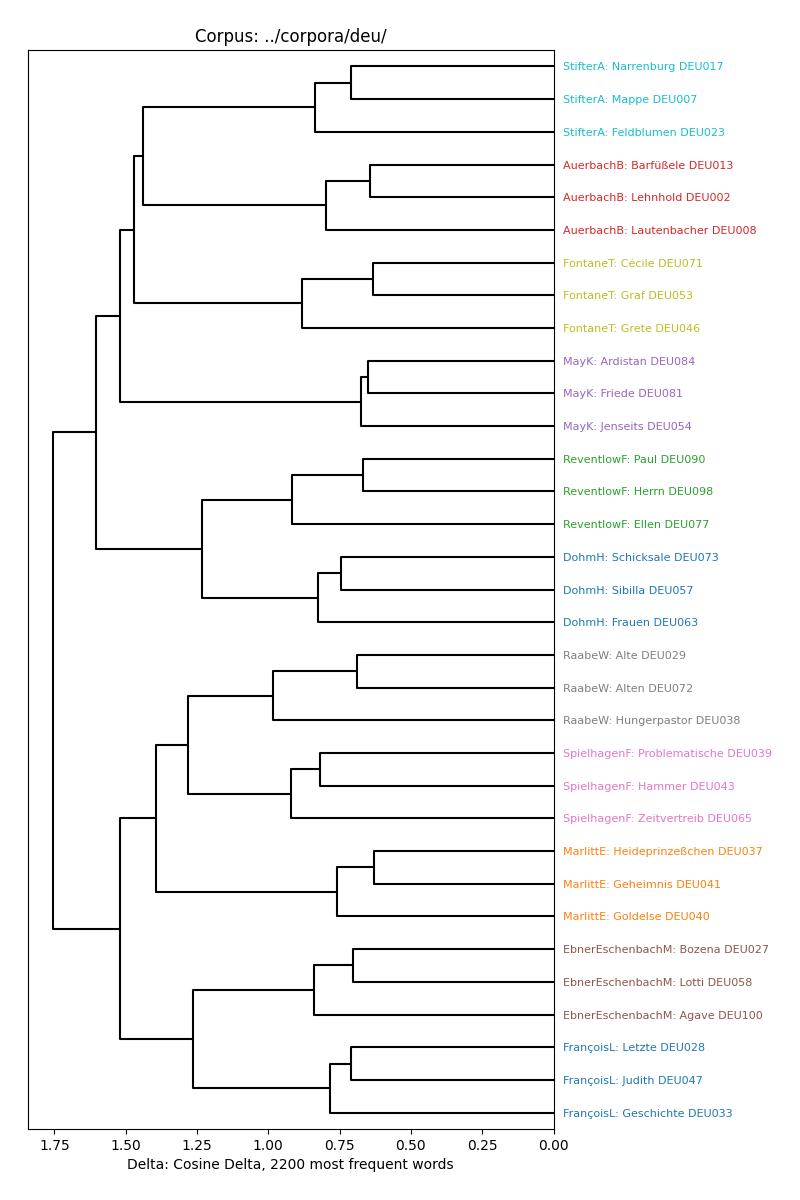 Corpus: ../corpora/deu/
StifterA: Narrenburg DEU017
StifterA: Mappe DEU007
StifterA: Feldblumen DEU023
AuerbachB: Barfüßele DEU013
AuerbachB: Lehnhold DEU002
AuerbachB: Lautenbacher DEU008
FontaneT: Cécile DEU071
FontaneT: Graf DEU053
FontaneT: Grete DEU046
MayK: Ardistan DEU084
MayK: Friede DEU081
MayK: Jenseits DEU054
ReventlowF: Paul DEU090
ReventlowF: Herrn DEU098
ReventlowF: Ellen DEU077
DohmH: Schicksale DEU073
DohmH: Sibilla DEU057
DohmH: Frauen DEU063
RaabeW: Alte DEU029
RaabeW: Alten DEU072
RaabeW: Hungerpastor DEU038
SpielhagenF: Problematische DEU039
SpielhagenF: Hammer DEU043
SpielhagenF: Zeitvertreib DEU065
MarlittE: Heideprinzeßchen DEU037
MarlittE: Geheimnis DEU041
MarlittE: Goldelse DEU040
EbnerEschenbachM: Bozena DEU027
EbnerEschenbachM: Lotti DEU058
EbnerEschenbachM: Agave DEU100
FrançoisL: Letzte DEU028
FrançoisL: Judith DEU047
FrançoisL: Geschichte DEU033
1.75 1.50 1.25 1.00 0.75 0.50 0.25 0.00
Delta: Cosine Delta, 2200 most frequent words